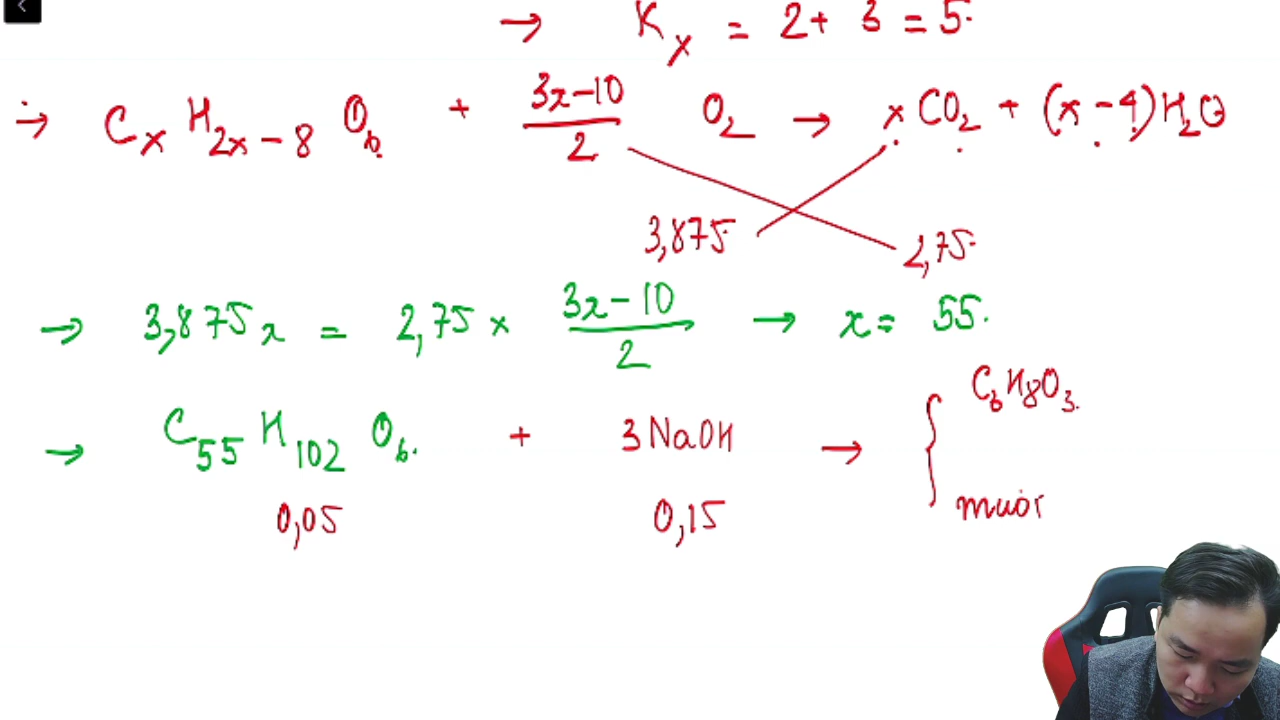 → Kₓ = 2 + 3 = 5.
→ CₓH₂ₓ₋₈O₆ + (3x-10)/2 O₂ → xCO₂ + (x-4)H₂O
3,875 2,75.
→ 3,875x = 2,75 × (3x-10)/2 → x = 55.
→ C₅₅H₁₀₂O₆. + 3NaOH → { C₃H₈O₃.
muối
0,05 0,15